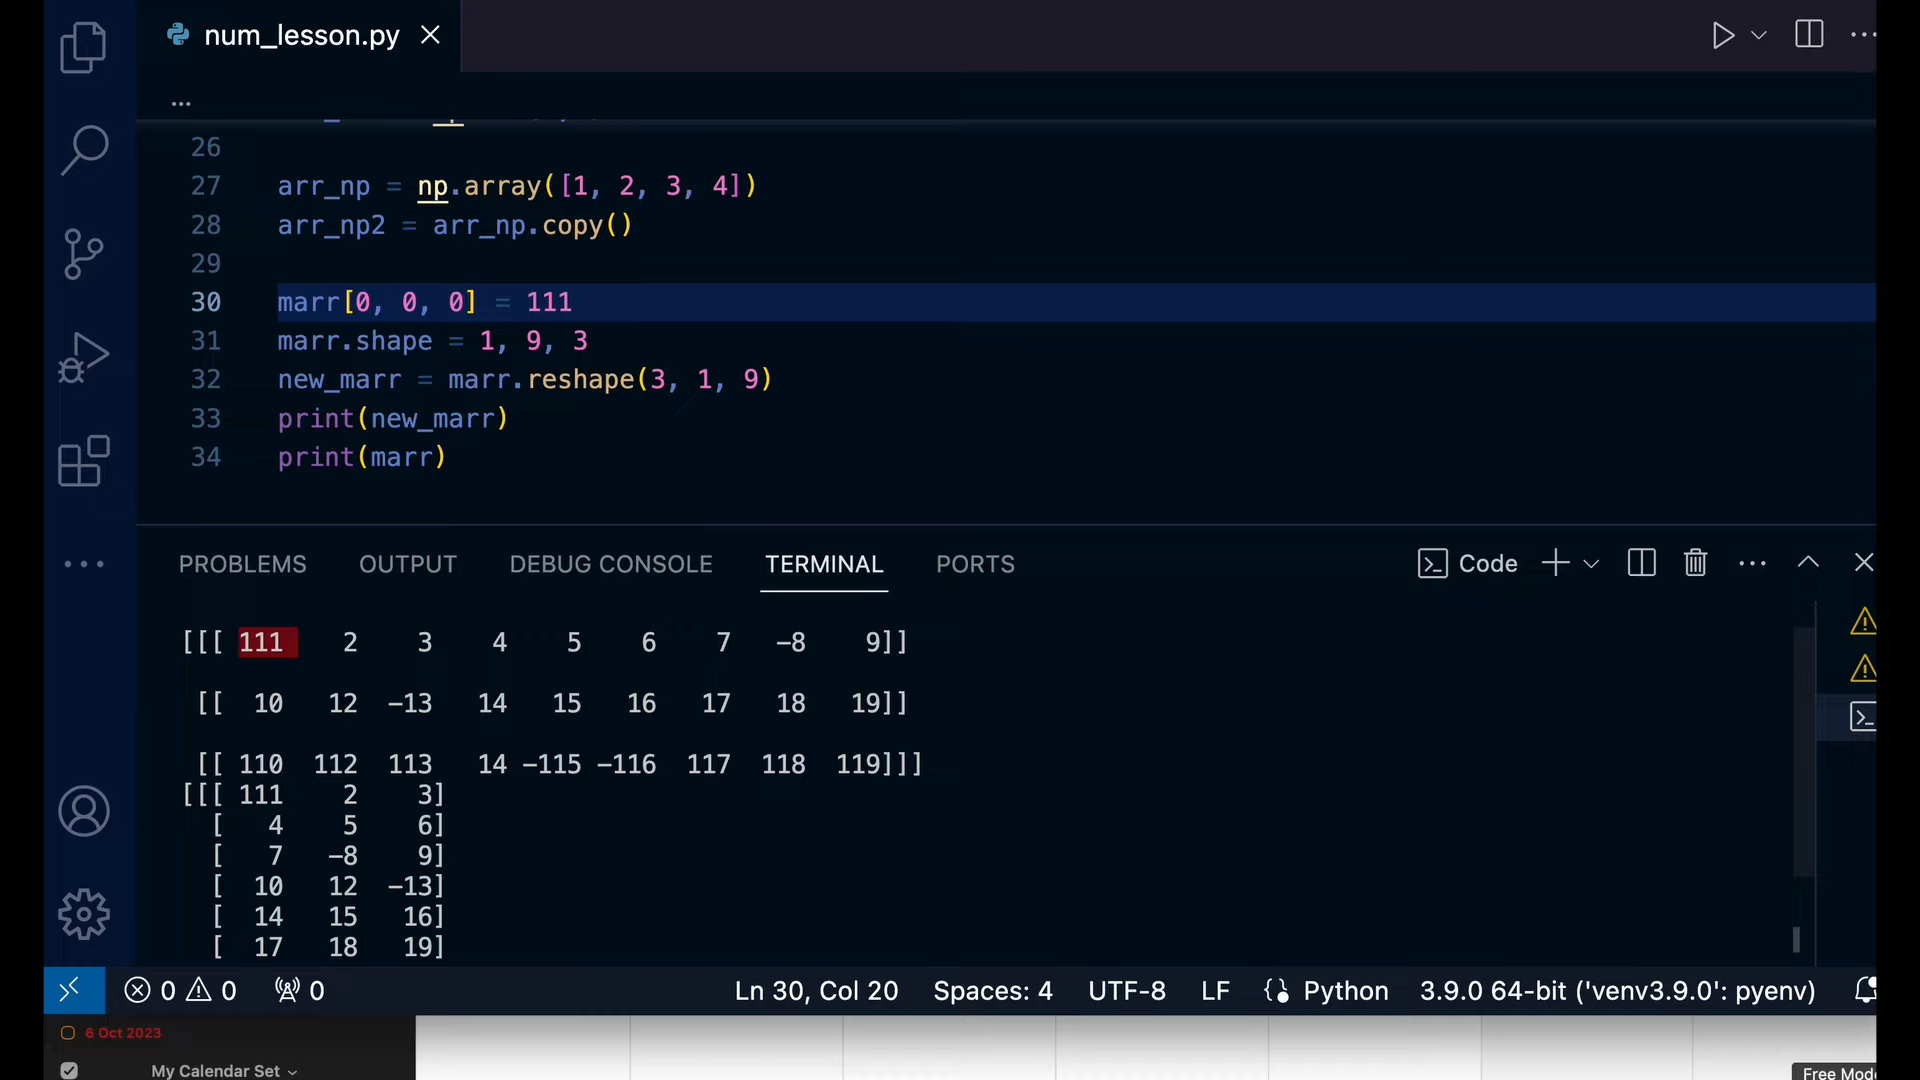 num_lesson.py
...
26
27 arr_np = np.array([1, 2, 3, 4])
28 arr_np2 = arr_np.copy()
29
30 marr[0, 0, 0] = 111
31 marr.shape = 1, 9, 3
32 new_marr = marr.reshape(3, 1, 9)
33 print(new_marr)
34 print(marr)
PROBLEMS OUTPUT DEBUG CONSOLE TERMINAL PORTS Code
[[[ 111 2 3 4 5 6 7 -8 9]]
[[ 10 12 -13 14 15 16 17 18 19]]
[[ 110 112 113 14 -115 -116 117 118 119]]]
[[[ 111 2 3]
[ 4 5 6]
[ 7 -8 9]
[ 10 12 -13]
[ 14 15 16]
[ 17 18 19]
0 0 0 Ln 30, Col 20 Spaces: 4 UTF-8 LF Python 3.9.0 64-bit ('venv3.9.0': pyenv)
6 Oct 2023
My Calendar Set
Free